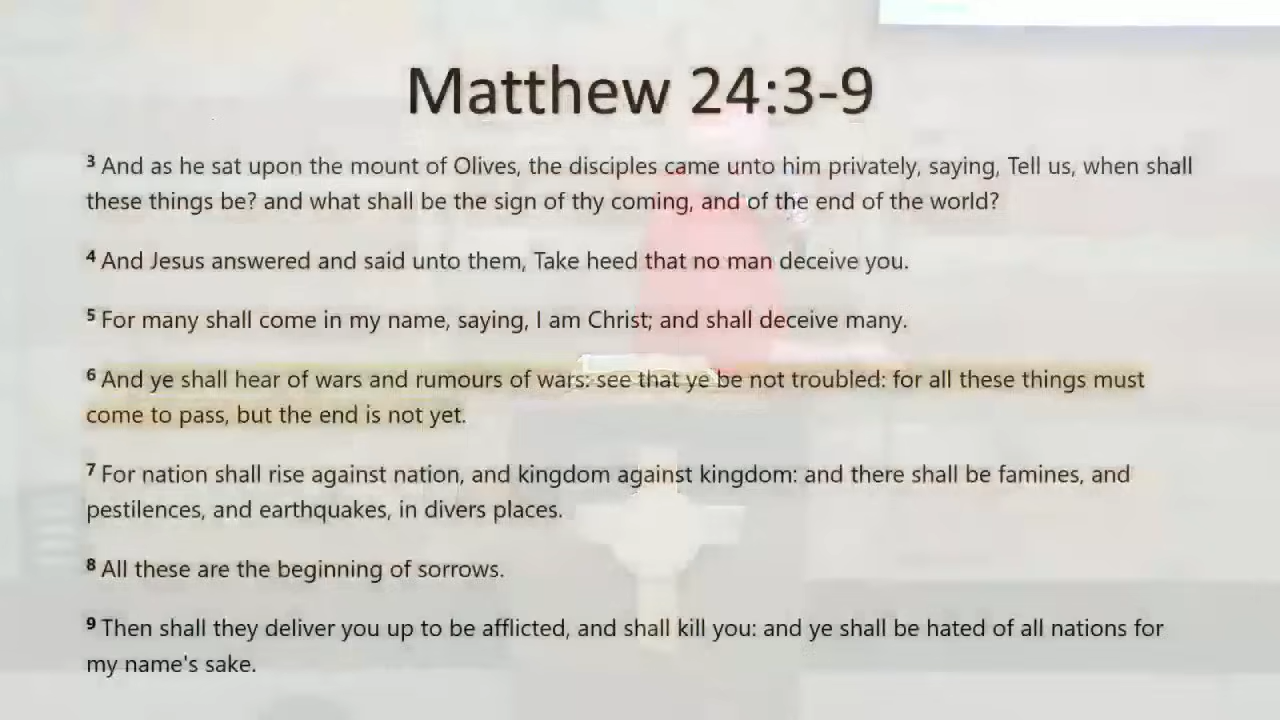 Matthew 24:3-9
3 And as he sat upon the mount of Olives, the disciples came unto him privately, saying, Tell us, when shall
these things be? and what shall be the sign of thy coming, and of the end of the world?
4 And Jesus answered and said unto them, Take heed that no man deceive you.
5 For many shall come in my name, saying, I am Christ; and shall deceive many.
6 And ye shall hear of wars and rumours of wars: see that ye be not troubled: for all these things must
come to pass, but the end is not yet.
7 For nation shall rise against nation, and kingdom against kingdom: and there shall be famines, and
pestilences, and earthquakes, in divers places.
8 All these are the beginning of sorrows.
9 Then shall they deliver you up to be afflicted, and shall kill you: and ye shall be hated of all nations for
my name's sake.